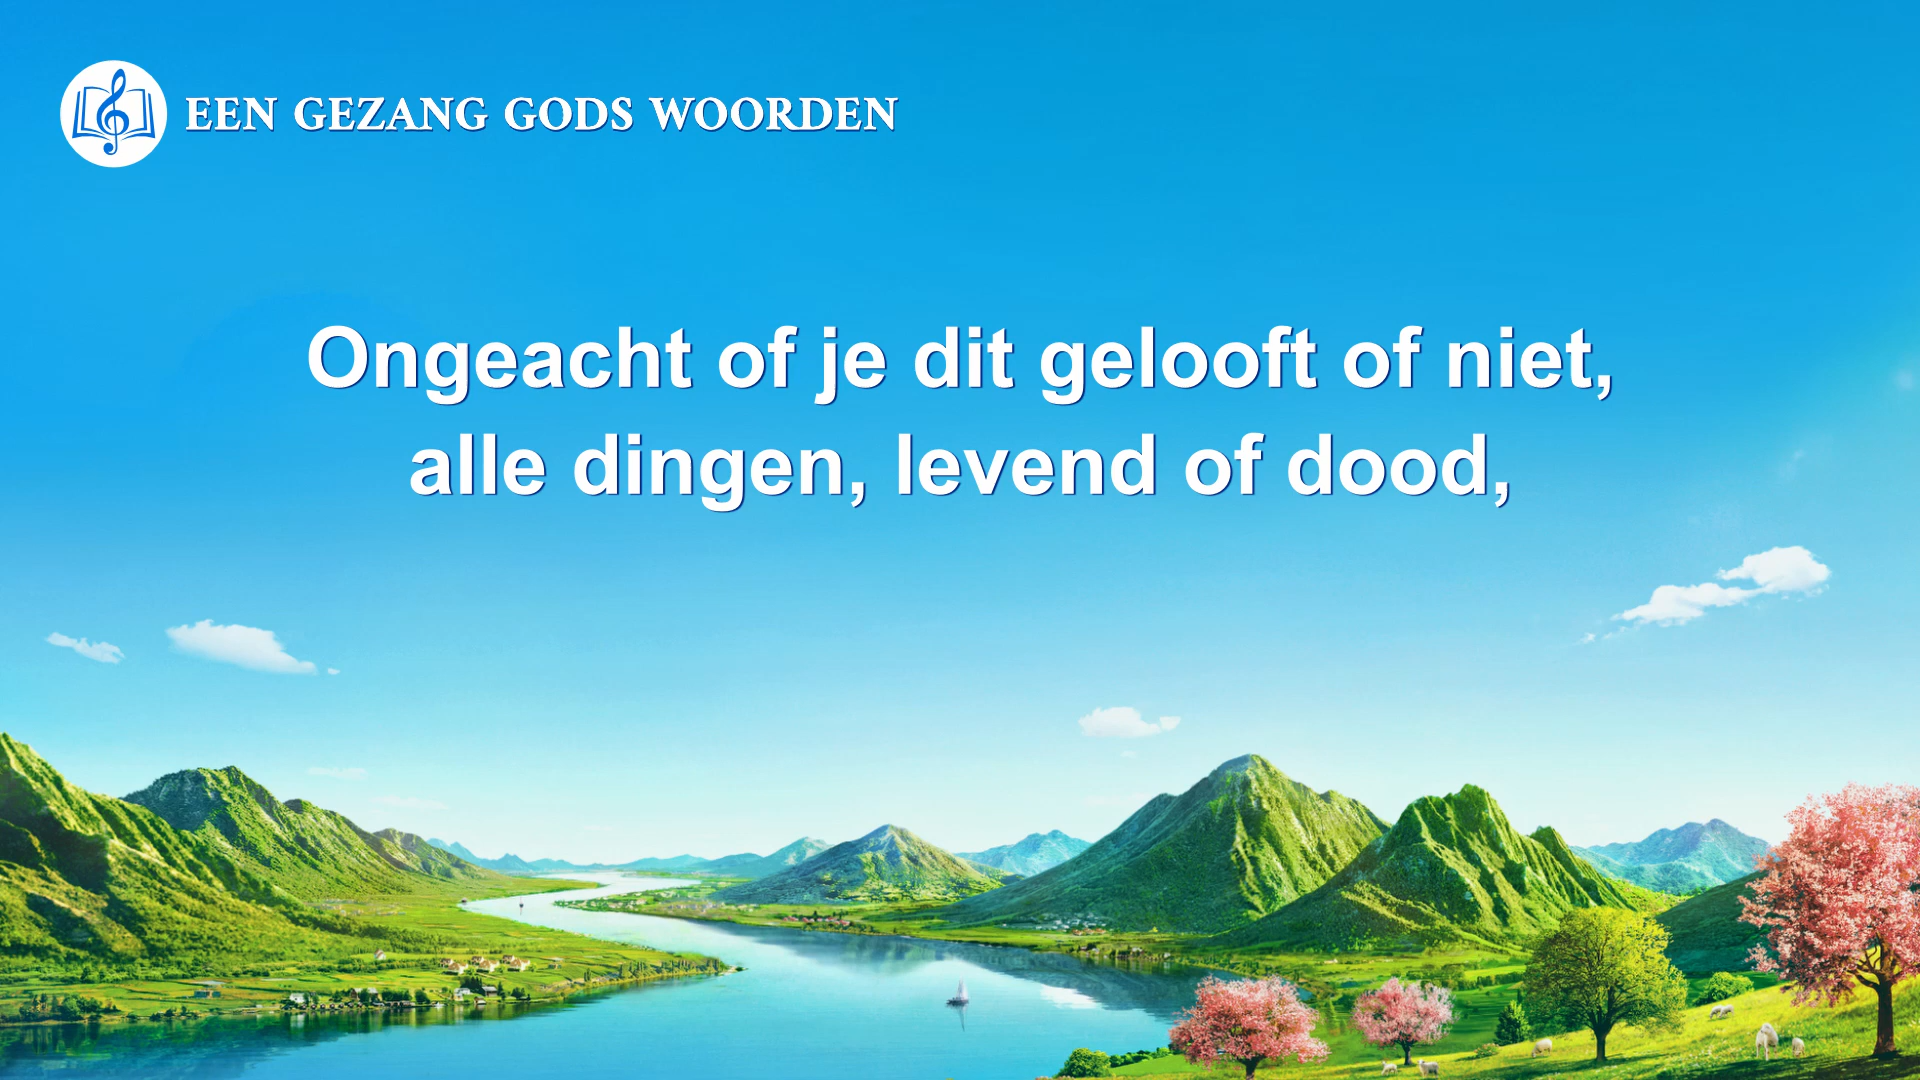 EEN GEZANG GODS WOORDEN
Ongeacht of je dit gelooft of niet,
alle dingen, levend of dood,